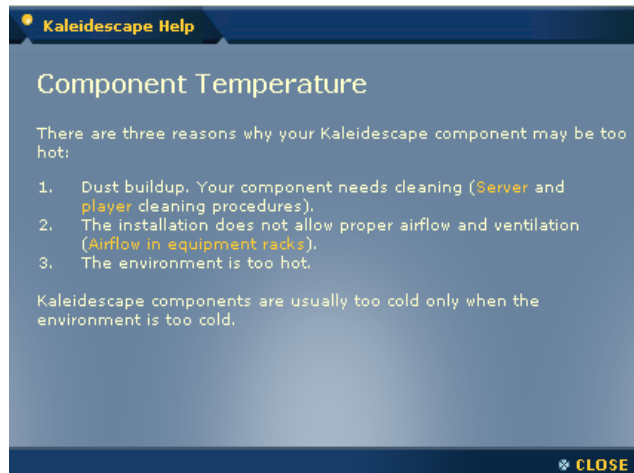 Kaleidescape Help
Component Temperature
There are three reasons why your Kaleidescape component may be too
hot:
1. Dust buildup. Your component needs cleaning (Server and
player cleaning procedures).
2. The installation does not allow proper airflow and ventilation
(Airflow in equipment racks).
3. The environment is too hot.
Kaleidescape components are usually too cold only when the
environment is too cold.
CLOSE